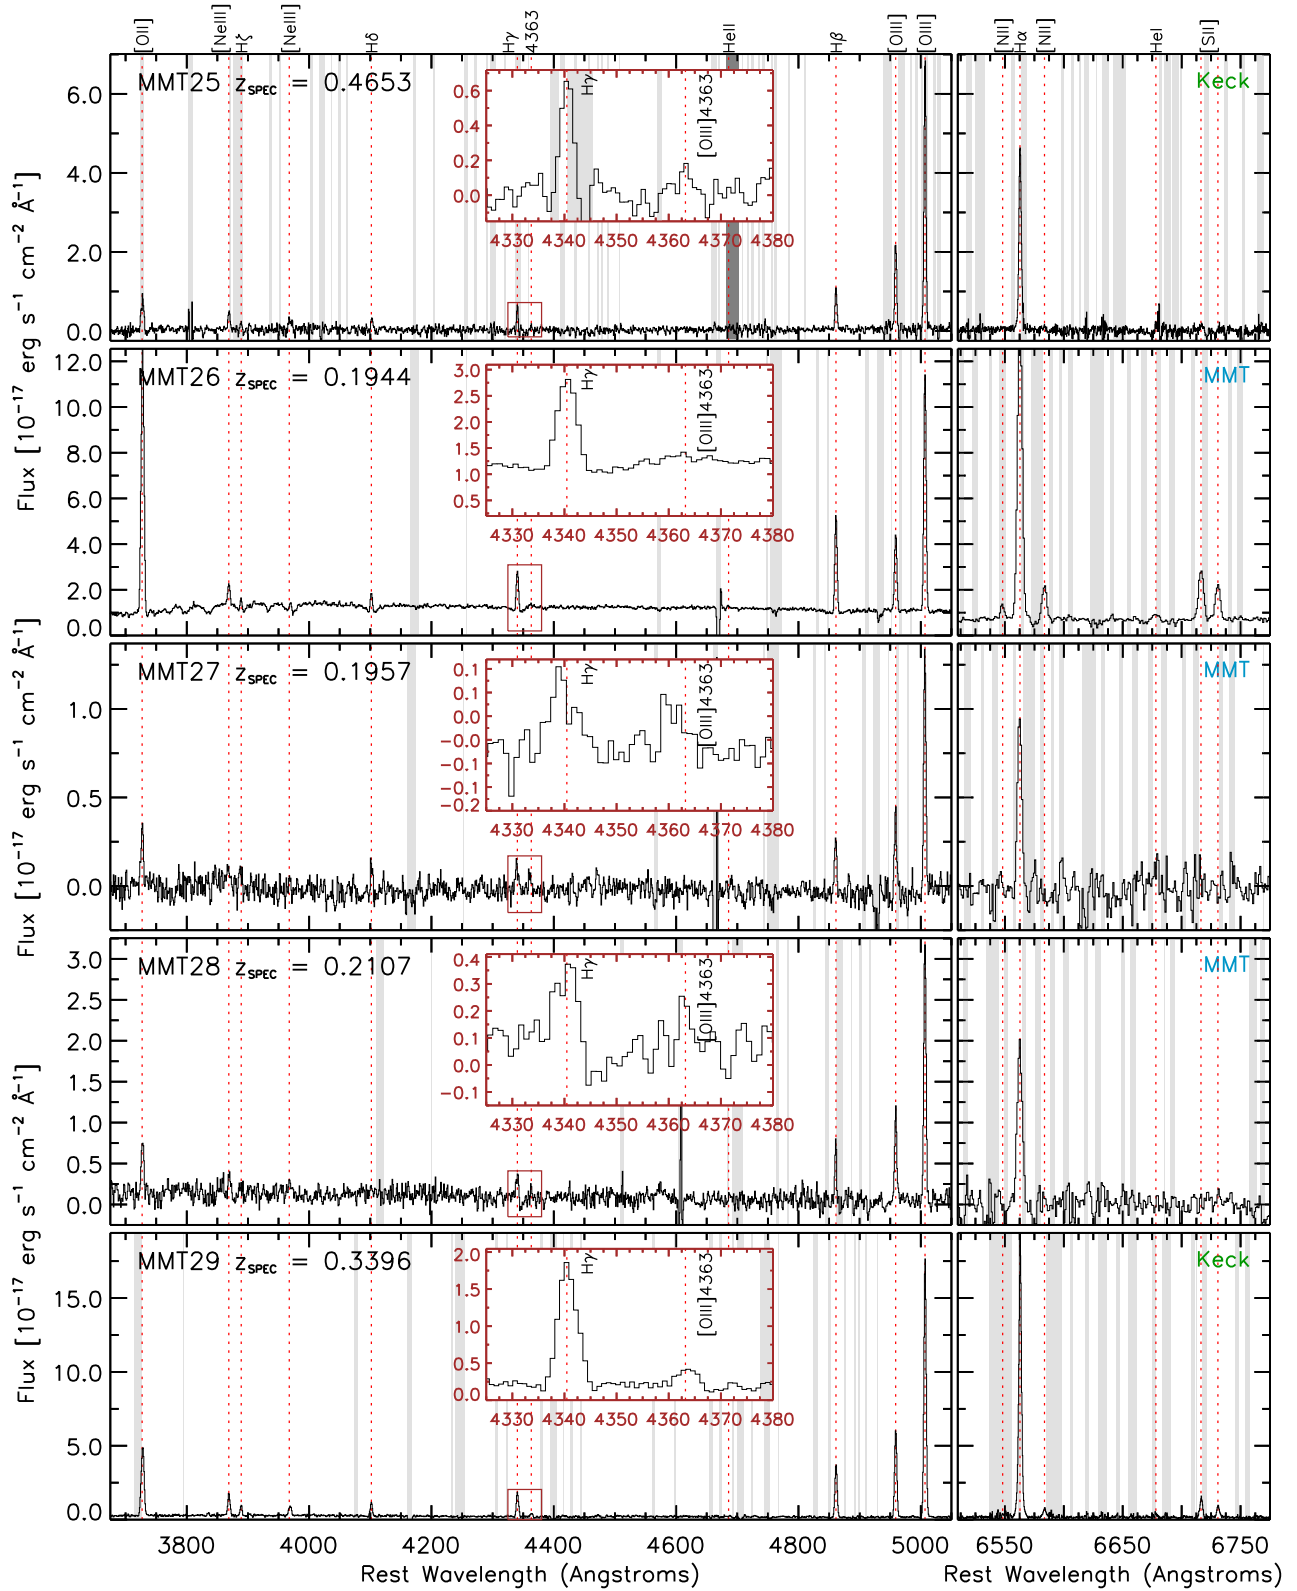 [OII] [NeIII] Hζ [NeIII] Hδ Hγ 4363 HeII Hβ [OIII] [OIII] [NII] Hα [NII] HeI [SII]
MMT25 zSPEC = 0.4653
Keck
6.0
4.0
2.0
0.0
0.6
0.4
0.2
0.0
Hγ
[OIII]4363
4330 4340 4350 4360 4370 4380
Flux [10⁻¹⁷ erg s⁻¹ cm⁻² Å⁻¹]
MMT26 zSPEC = 0.1944
MMT
12.0
10.0
8.0
6.0
4.0
2.0
0.0
3.0
2.5
2.0
1.5
1.0
0.5
Hγ
[OIII]4363
4330 4340 4350 4360 4370 4380
MMT27 zSPEC = 0.1957
MMT
1.0
0.5
0.0
0.1
0.1
0.0
−0.0
−0.1
−0.1
−0.2
Hγ
[OIII]4363
4330 4340 4350 4360 4370 4380
Flux [10⁻¹⁷ erg s⁻¹ cm⁻² Å⁻¹]
MMT28 zSPEC = 0.2107
MMT
3.0
2.5
2.0
1.5
1.0
0.5
0.0
0.4
0.3
0.2
0.1
0.0
−0.1
Hγ
[OIII]4363
4330 4340 4350 4360 4370 4380
Flux [10⁻¹⁷ erg s⁻¹ cm⁻² Å⁻¹]
MMT29 zSPEC = 0.3396
Keck
15.0
10.0
5.0
0.0
2.0
1.5
1.0
0.5
0.0
Hγ
[OIII]4363
4330 4340 4350 4360 4370 4380
3800 4000 4200 4400 4600 4800 5000
6550 6650 6750
Rest Wavelength (Angstroms)
Rest Wavelength (Angstroms)